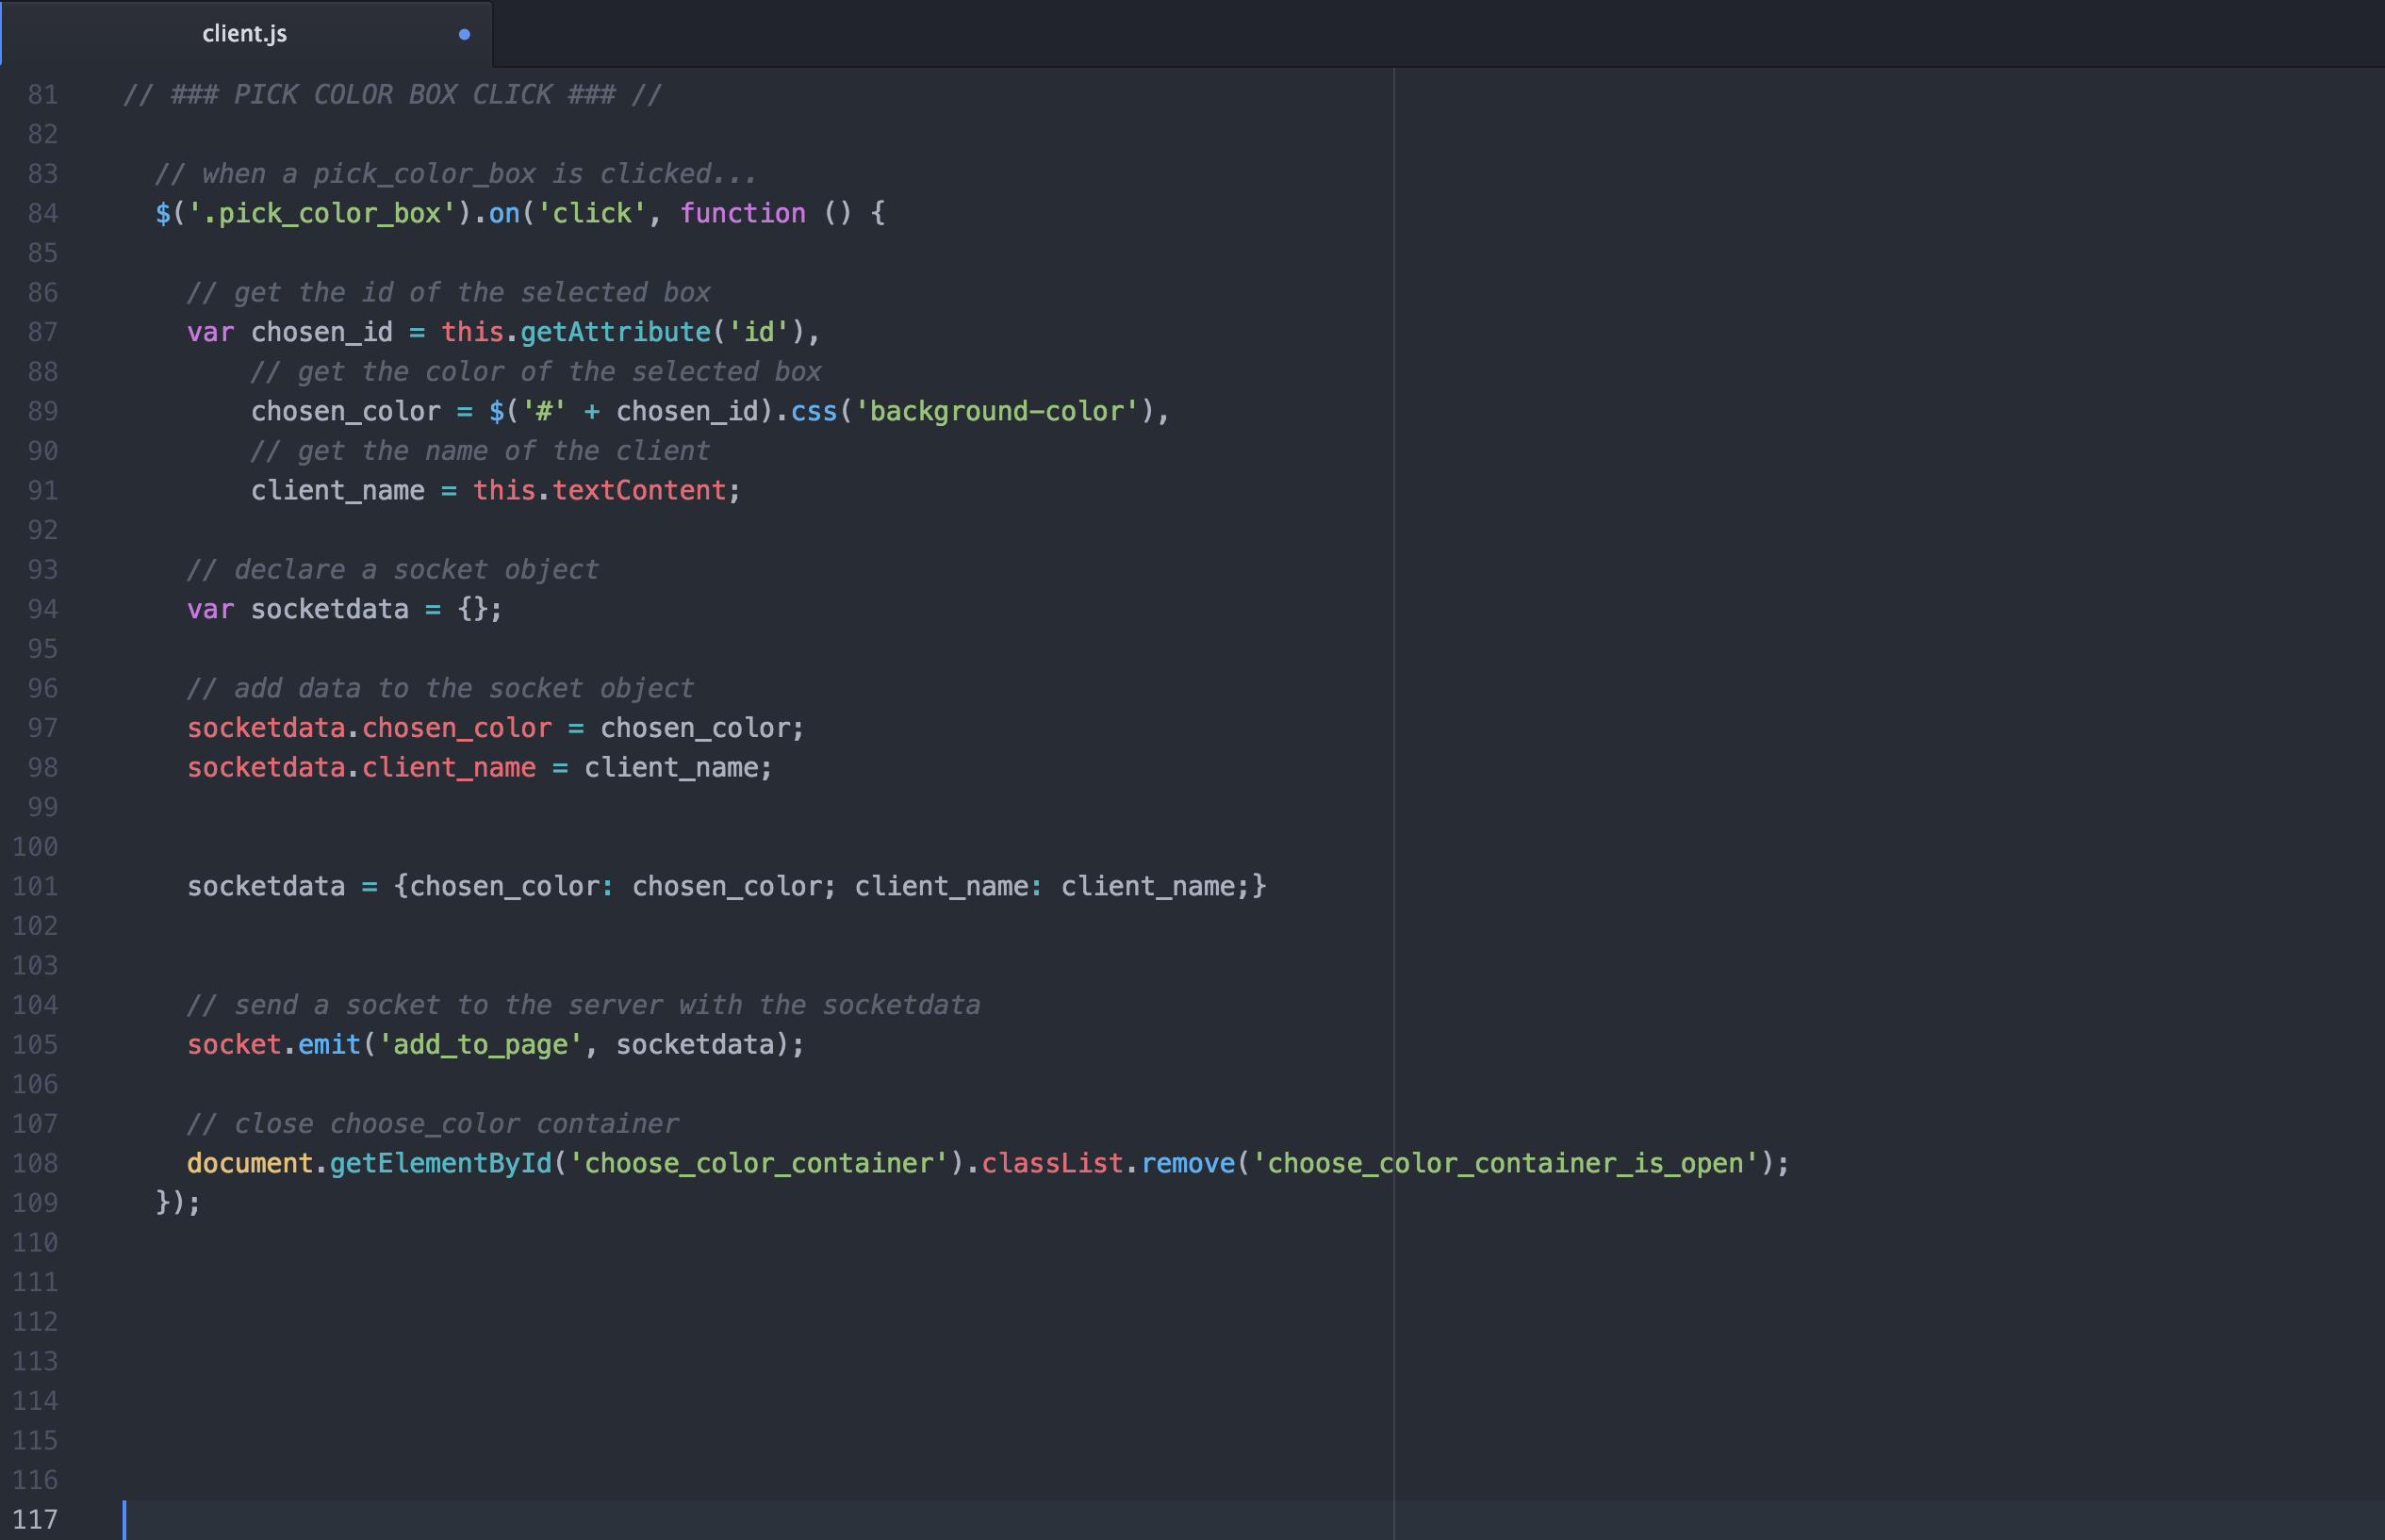 client.js
81 // ### PICK COLOR BOX CLICK ### //
82
83 // when a pick_color_box is clicked...
84 $('.pick_color_box').on('click', function () {
85
86 // get the id of the selected box
87 var chosen_id = this.getAttribute('id'),
88 // get the color of the selected box
89 chosen_color = $('#' + chosen_id).css('background-color'),
90 // get the name of the client
91 client_name = this.textContent;
92
93 // declare a socket object
94 var socketdata = {};
95
96 // add data to the socket object
97 socketdata.chosen_color = chosen_color;
98 socketdata.client_name = client_name;
99
100
101 socketdata = {chosen_color: chosen_color; client_name: client_name;}
102
103
104 // send a socket to the server with the socketdata
105 socket.emit('add_to_page', socketdata);
106
107 // close choose_color container
108 document.getElementById('choose_color_container').classList.remove('choose_color_container_is_open');
109 });
110
111
112
113
114
115
116
117